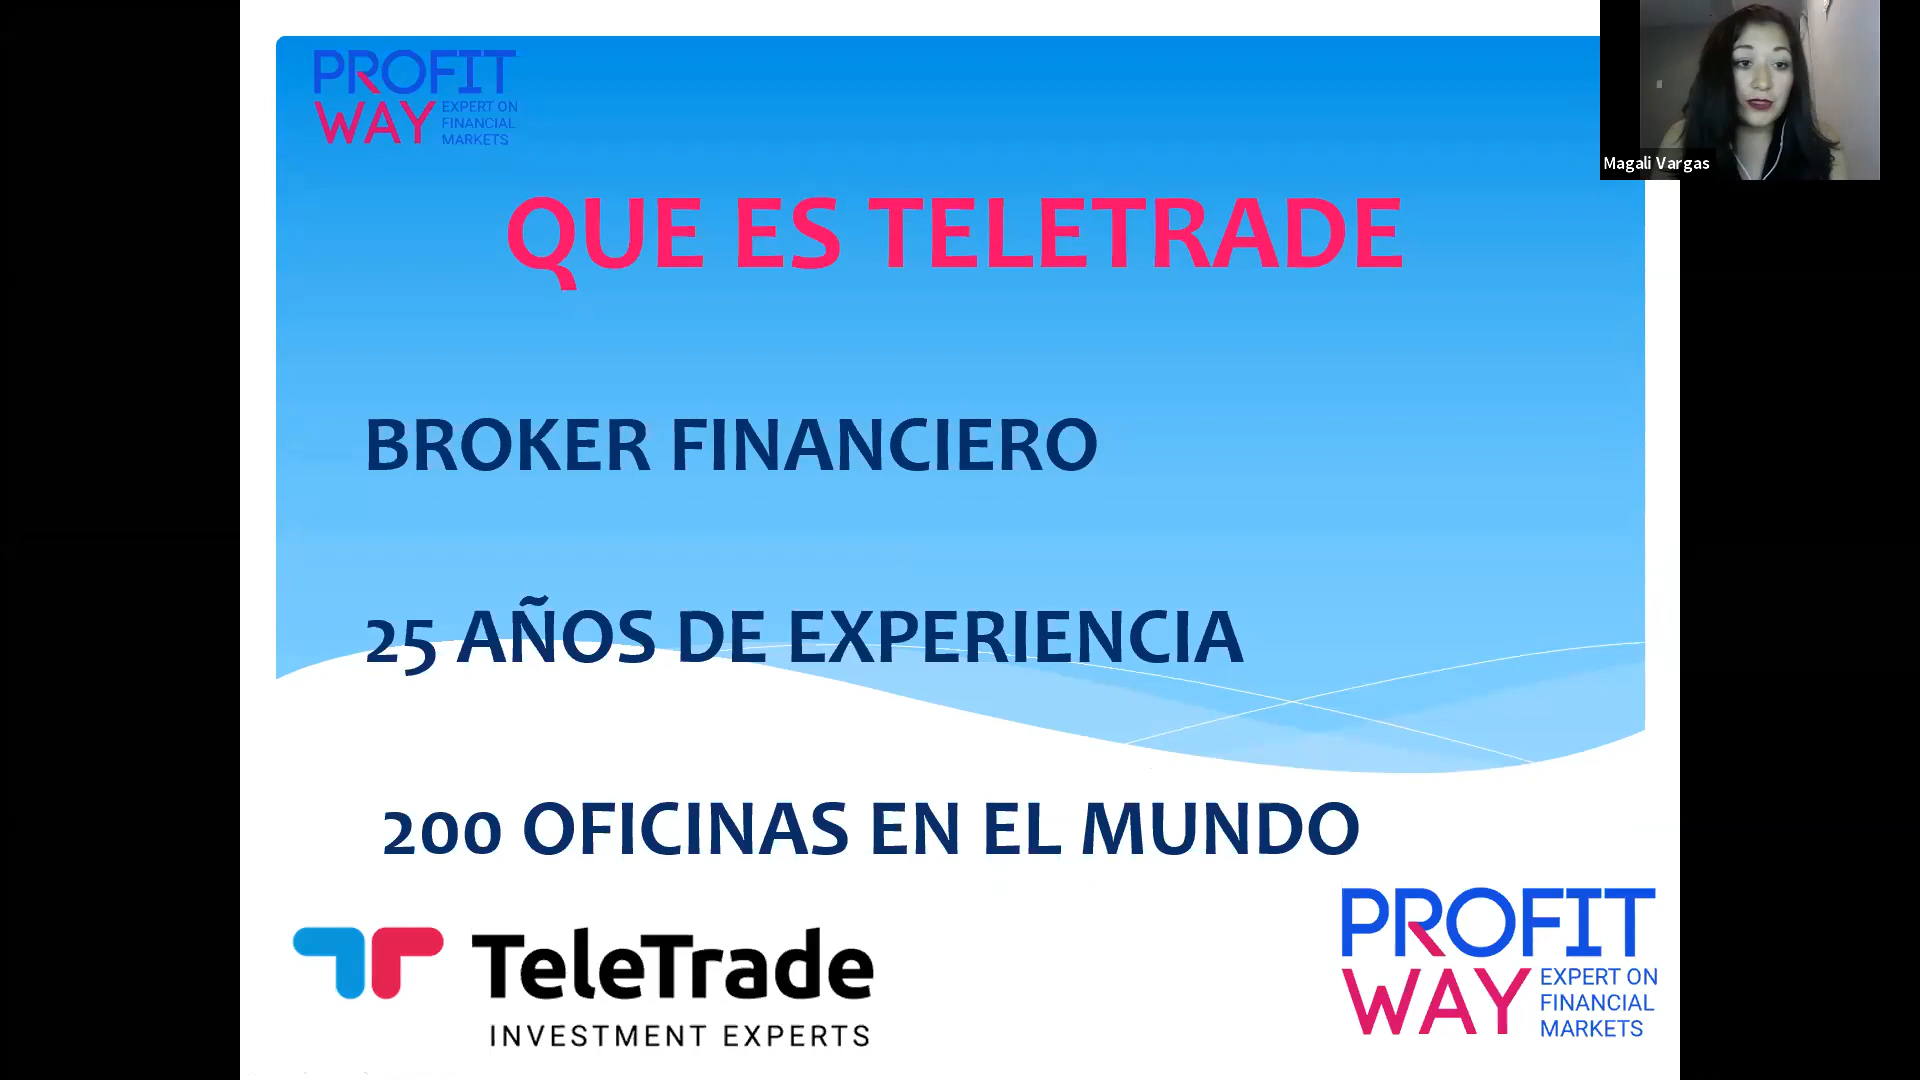 PROFIT
WAY EXPERT ON
FINANCIAL
MARKETS
Magali Vargas
QUE ES TELETRADE
BROKER FINANCIERO
25 AÑOS DE EXPERIENCIA
200 OFICINAS EN EL MUNDO
TeleTrade
INVESTMENT EXPERTS
PROFIT
WAY EXPERT ON
FINANCIAL
MARKETS